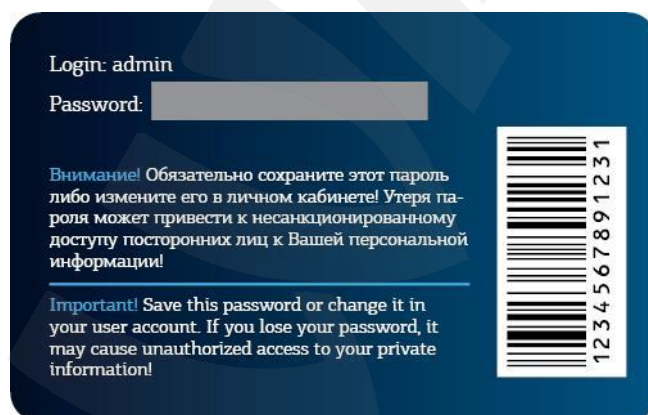 Login: admin
Password:
Внимание! Обязательно сохраните этот пароль
либо измените его в личном кабинете! Утеря па-
роля может привести к несанкционированному
доступу посторонних лиц к Вашей персональной
информации!
Important! Save this password or change it in
your user account. If you lose your password, it
may cause unauthorized access to your private
information!
1234567891231